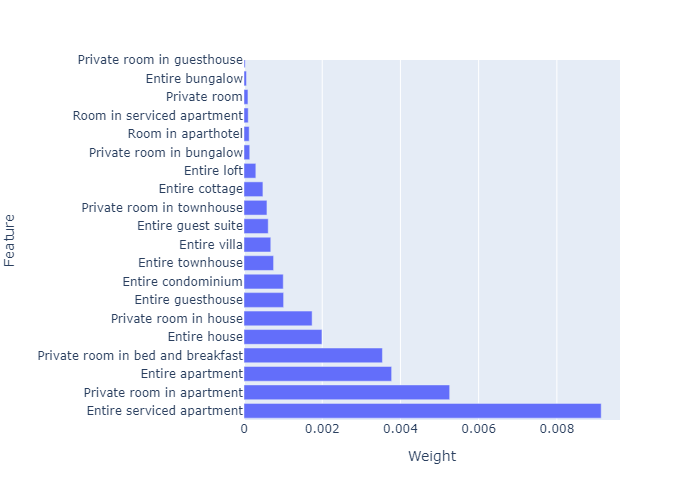 Private room in guesthouse
Entire bungalow
Private room
Room in serviced apartment
Room in aparthotel
Private room in bungalow
Entire loft
Entire cottage
Private room in townhouse
Entire guest suite
Entire villa
Entire townhouse
Entire condominium
Entire guesthouse
Private room in house
Entire house
Private room in bed and breakfast
Entire apartment
Private room in apartment
Entire serviced apartment
Feature
0 0.002 0.004 0.006 0.008
Weight